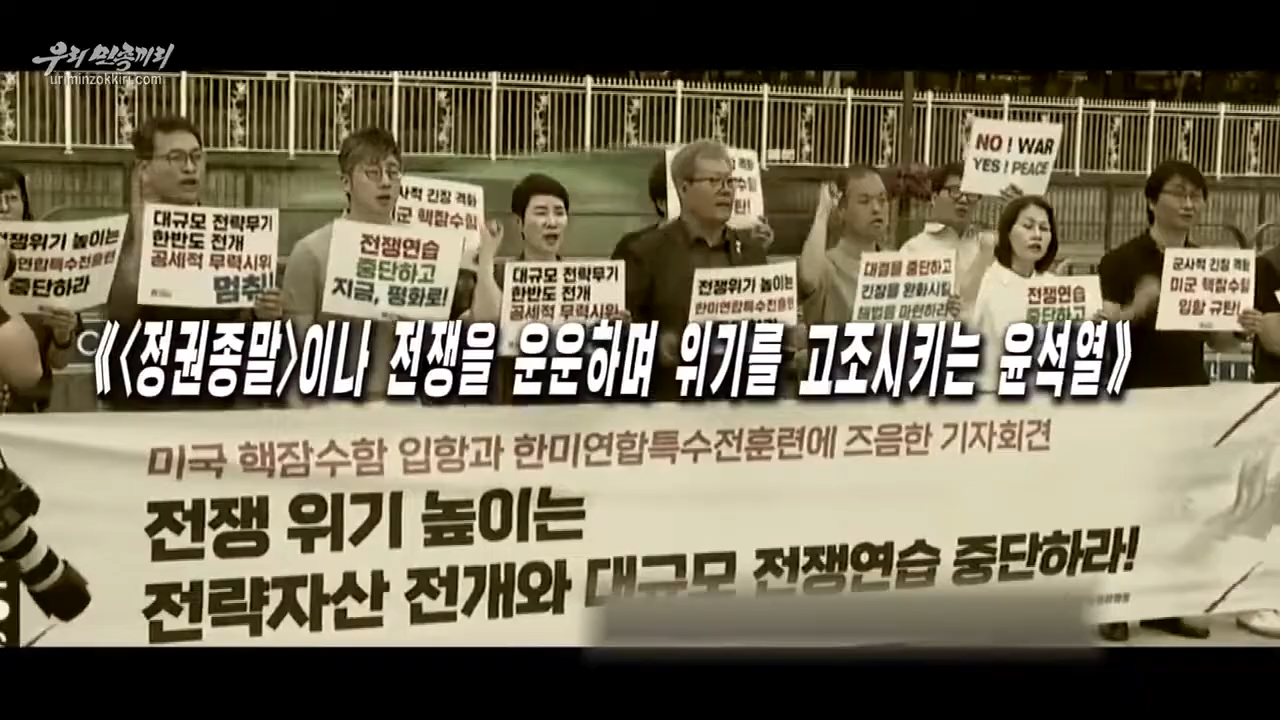 우리 민족끼리
uriminzokkiri.com
NO! WAR
YES! PEACE
전쟁위기 높이는
연합특수전훈련
중단하라
대규모 전략무기
한반도 전개
공세적 무력시위
멈춰!
사적 긴장 격화
군 핵잠수함
전쟁연습
중단하고
지금, 평화로!
대규모 전략무기
한반도 전개
공세적 무력시위
전쟁위기 높이는
한미연합특수전훈련
대결을 중단하고
긴장을 완화시킬
해법을 마련하라
전쟁연습
중단하고
군사적 긴장 격화
미군 핵잠수함
입항 규탄!
《〈정권종말〉이나 전쟁을 운운하며 위기를 고조시키는 윤석열》
미국 핵잠수함 입항과 한미연합특수전훈련에 즈음한 기자회견
전쟁 위기 높이는
전략자산 전개와 대규모 전쟁연습 중단하라!